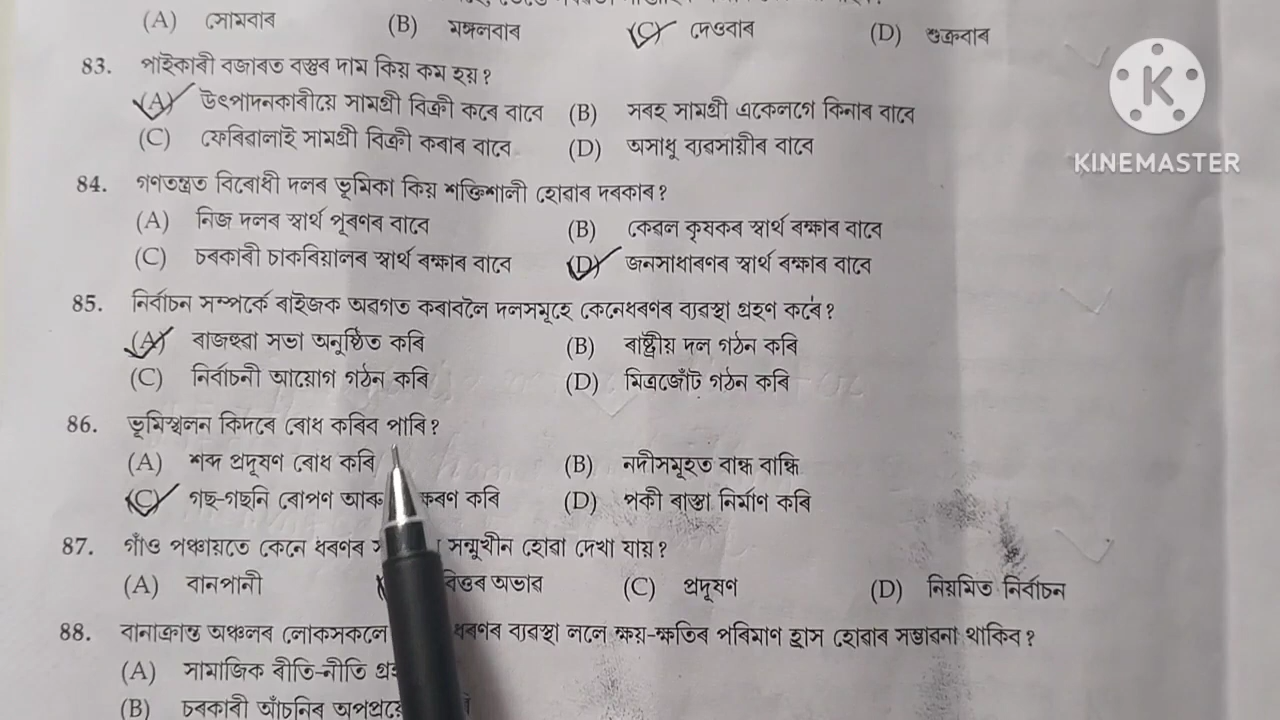 (A) সোমবাৰ (B) মঙ্গলবাৰ (C) দেওবাৰ (D) শুক্ৰবাৰ
83. পাইকাৰী বজাৰত বস্তুৰ দাম কিয় কম হয়?
(A) উৎপাদনকাৰীয়ে সামগ্ৰী বিক্ৰী কৰে বাবে (B) সৰহ সামগ্ৰী একেলগে কিনাৰ বাবে
(C) ফেৰিৱালাই সামগ্ৰী বিক্ৰী কৰাৰ বাবে (D) অসাধু ব্যৱসায়ীৰ বাবে
KINEMASTER
84. গণতন্ত্ৰত বিৰোধী দলৰ ভূমিকা কিয় শক্তিশালী হোৱাৰ দৰকাৰ?
(A) নিজ দলৰ স্বাৰ্থ পূৰণৰ বাবে (B) কেৱল কৃষকৰ স্বাৰ্থ ৰক্ষাৰ বাবে
(C) চৰকাৰী চাকৰিয়ালৰ স্বাৰ্থ ৰক্ষাৰ বাবে (D) জনসাধাৰণৰ স্বাৰ্থ ৰক্ষাৰ বাবে
85. নিৰ্বাচন সম্পৰ্কে ৰাইজক অৱগত কৰাবলৈ দলসমূহে কেনেধৰণৰ ব্যৱস্থা গ্ৰহণ কৰে?
(A) ৰাজহুৱা সভা অনুষ্ঠিত কৰি (B) ৰাষ্ট্ৰীয় দল গঠন কৰি
(C) নিৰ্বাচনী আয়োগ গঠন কৰি (D) মিত্ৰজোঁট গঠন কৰি
86. ভূমিস্খলন কিদৰে ৰোধ কৰিব পাৰি?
(A) শব্দ প্ৰদূষণ ৰোধ কৰি (B) নদীসমূহত বান্ধ বান্ধি
(C) গছ-গছনি ৰোপণ আৰু কৰণ কৰি (D) পকী ৰাস্তা নিৰ্মাণ কৰি
87. গাঁও পঞ্চায়তে কেনে ধৰণৰ সন্মুখীন হোৱা দেখা যায়?
(A) বানপানী বিত্তৰ অভাৱ (C) প্ৰদূষণ (D) নিয়মিত নিৰ্বাচন
88. বানাক্ৰান্ত অঞ্চলৰ লোকসকলে ধৰণৰ ব্যৱস্থা ললে ক্ষয়-ক্ষতিৰ পৰিমাণ হ্ৰাস হোৱাৰ সম্ভাৱনা থাকিব?
(A) সামাজিক ৰীতি-নীতি
(B) চৰকাৰী আঁচনিৰ